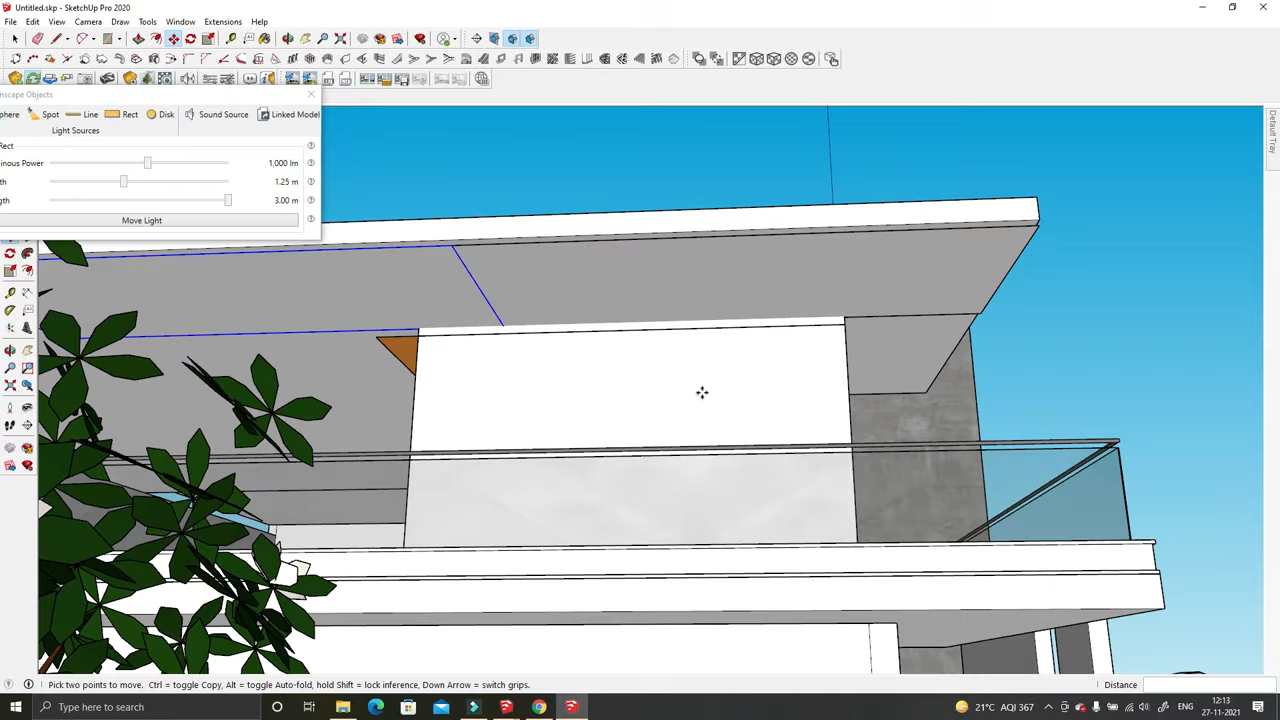 Untitled.skp - SketchUp Pro 2020
File Edit View Camera Draw Tools Window Extensions Help
nscape Objects
phere Spot Line Rect Disk Sound Source Linked Model
Light Sources
Rect
inous Power 1,000 lm
th 1.25 m
gth 3.00 m
Move Light
Default Tray
Pick two points to move. Ctrl = toggle Copy, Alt = toggle Auto-fold, hold Shift = lock inference, Down Arrow = switch grips.
Distance
Type here to search
21°C AQI 367
ENG
12:13
27-11-2021